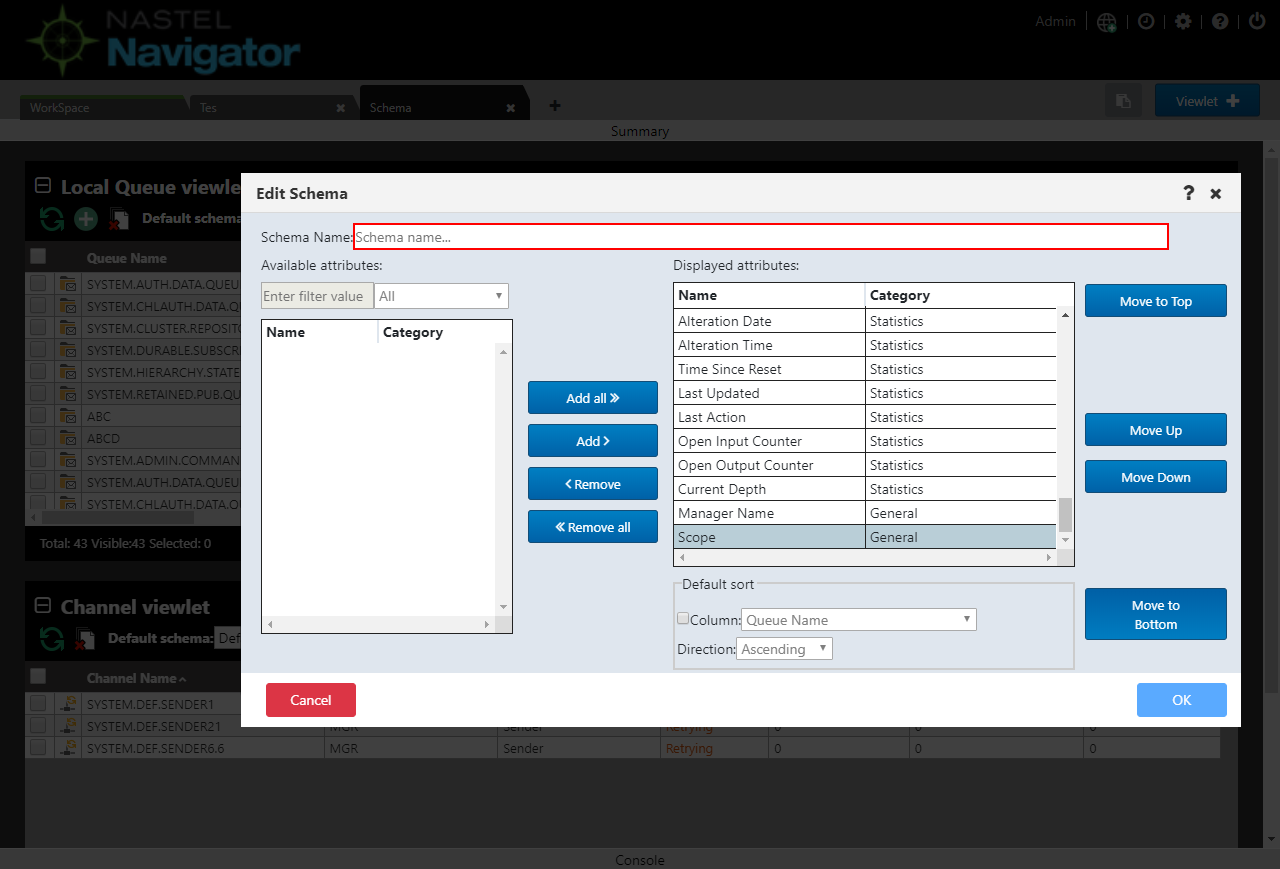 NASTEL
Navigator
Admin
WorkSpace
Tes
Schema
Viewlet
Summary
Local Queue viewle
Default schema
Queue Name
SYSTEM.AUTH.DATA.QUEU
SYSTEM.CHLAUTH.DATA.Q
SYSTEM.CLUSTER.REPOSIT
SYSTEM.DURABLE.SUBSCR
SYSTEM.HIERARCHY.STATE
SYSTEM.RETAINED.PUB.QU
ABC
ABCD
SYSTEM.ADMIN.COMMAN
SYSTEM.AUTH.DATA.QUEU
SYSTEM.CHLAUTH.DATA.Q
Total: 43 Visible:43 Selected: 0
Channel viewlet
Default schema: Def
Channel Name
SYSTEM.DEF.SENDER1
SYSTEM.DEF.SENDER21 MGR Sender Retrying 0 0 0
SYSTEM.DEF.SENDER6.6 MGR Sender Retrying 0 0 0
Edit Schema ?
Schema Name: Schema name...
Available attributes:
Enter filter value All
Name Category
Add all
Add
Remove
Remove all
Displayed attributes:
Name Category
Alteration Date Statistics
Alteration Time Statistics
Time Since Reset Statistics
Last Updated Statistics
Last Action Statistics
Open Input Counter Statistics
Open Output Counter Statistics
Current Depth Statistics
Manager Name General
Scope General
Default sort
Column: Queue Name
Direction: Ascending
Move to Top
Move Up
Move Down
Move to
Bottom
Cancel
OK
Console